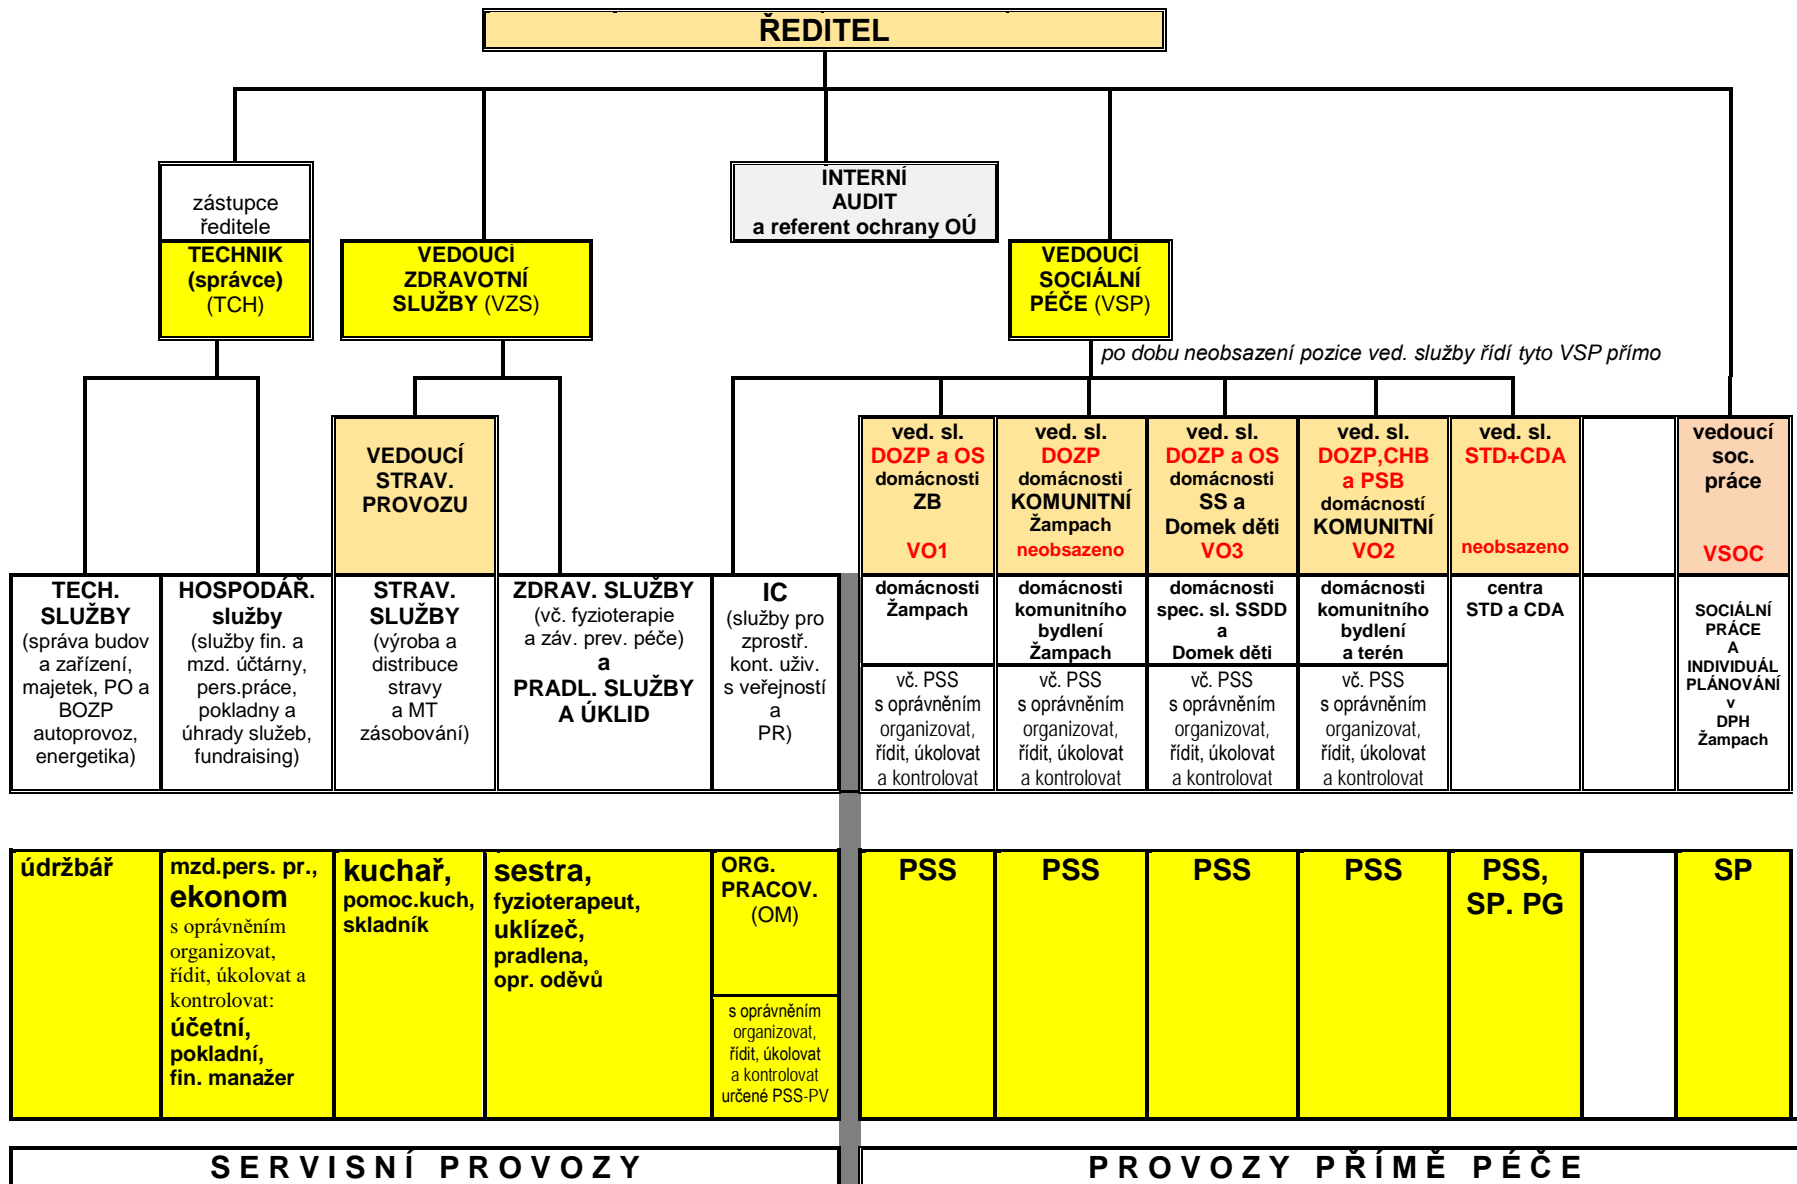 ŘEDITEL
zástupce
ředitele
TECHNIK
(správce)
(TCH)
VEDOUCÍ
ZDRAVOTNÍ
SLUŽBY (VZS)
INTERNÍ
AUDIT
a referent ochrany OÚ
VEDOUCÍ
SOCIÁLNÍ
PÉČE (VSP)
po dobu neobsazení pozice ved. služby řídí tyto VSP přímo
VEDOUCÍ
STRAV.
PROVOZU
ved. sl.
DOZP a OS
domácnosti
ZB
VO1
ved. sl.
DOZP
domácnosti
KOMUNITNÍ
Žampach
neobsazeno
ved. sl.
DOZP a OS
domácnosti
SS a
Domek děti
VO3
ved. sl.
DOZP,CHB
a PSB
domácností
KOMUNITNÍ
VO2
ved. sl.
STD+CDA
neobsazeno
vedoucí
soc.
práce
VSOC
TECH.
SLUŽBY
(správa budov
a zařízení,
majetek, PO a
BOZP
autoprovoz,
energetika)
HOSPODÁŘ.
služby
(služby fin. a
mzd. účtárny,
pers.práce,
pokladny a
úhrady služeb,
fundraising)
STRAV.
SLUŽBY
(výroba a
distribuce
stravy
a MT
zásobování)
ZDRAV. SLUŽBY
(vč. fyzioterapie
a záv. prev. péče)
a
PRADL. SLUŽBY
A ÚKLID
IC
(služby pro
zprostř.
kont. uživ.
s veřejností
a
PR)
domácnosti
Žampach
vč. PSS
s oprávněním
organizovat,
řídit, úkolovat
a kontrolovat
domácnosti
komunitního
bydlení
Žampach
vč. PSS
s oprávněním
organizovat,
řídit, úkolovat
a kontrolovat
domácnosti
spec. sl. SSDD
a
Domek děti
vč. PSS
s oprávněním
organizovat,
řídit, úkolovat
a kontrolovat
domácnosti
komunitního
bydlení
a terén
vč. PSS
s oprávněním
organizovat,
řídit, úkolovat
a kontrolovat
centra
STD a CDA
SOCIÁLNÍ
PRÁCE
A
INDIVIDUÁL
PLÁNOVÁNÍ
v
DPH
Žampach
údržbář
mzd.pers. pr.,
ekonom
s oprávněním
organizovat,
řídit, úkolovat a
kontrolovat:
účetní,
pokladní,
fin. manažer
kuchař,
pomoc.kuch,
skladník
sestra,
fyzioterapeut,
uklízeč,
pradlena,
opr. oděvů
ORG.
PRACOV.
(OM)
s oprávněním
organizovat,
řídit, úkolovat
a kontrolovat
určené PSS-PV
PSS
PSS
PSS
PSS
PSS,
SP. PG
SP
SERVISNÍ PROVOZY
PROVOZY PŘÍMĚ PÉČE